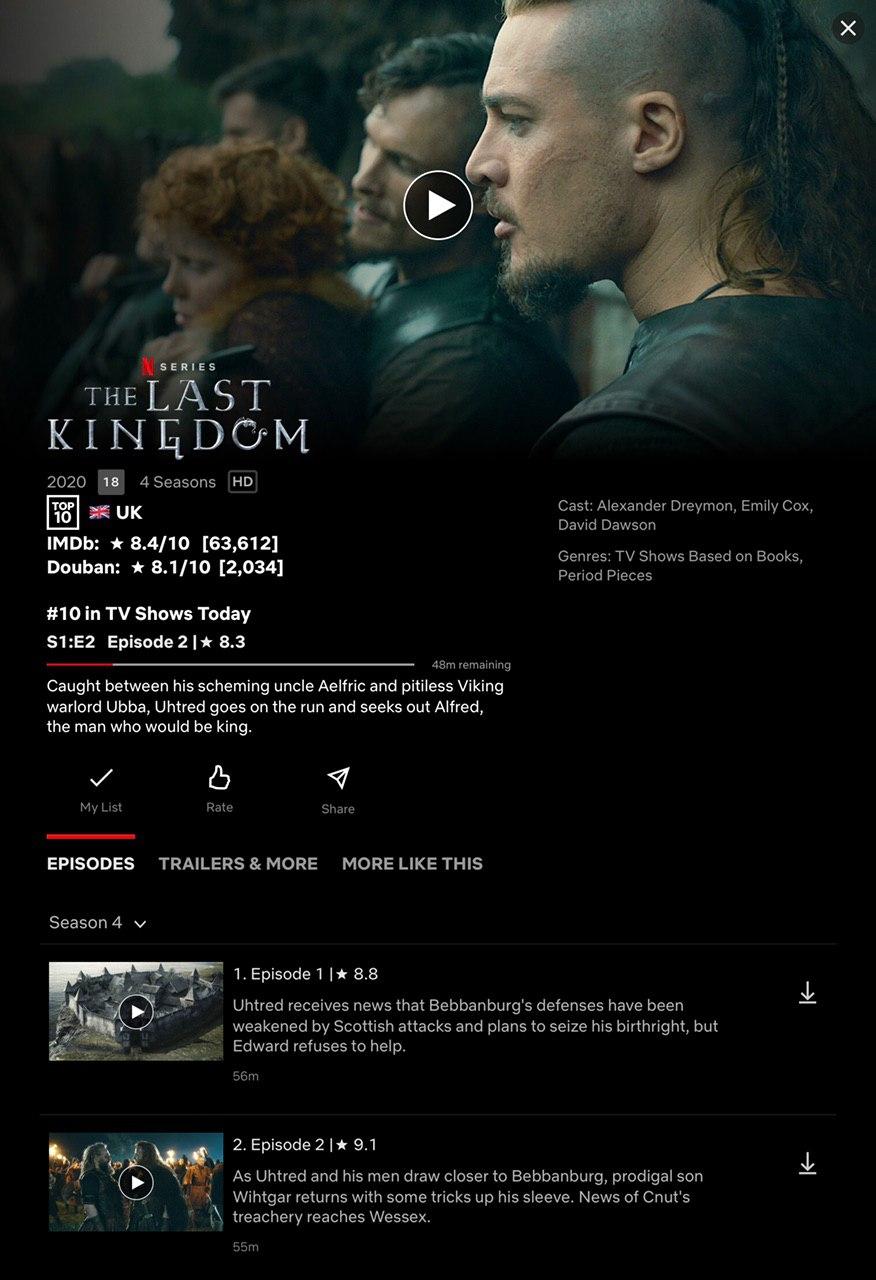 N SERIES
THE LAST
KINGDOM
2020 18 4 Seasons HD
TOP
10
UK
IMDb: ★ 8.4/10 [63,612]
Douban: ★ 8.1/10 [2,034]
Cast: Alexander Dreymon, Emily Cox,
David Dawson
Genres: TV Shows Based on Books,
Period Pieces
#10 in TV Shows Today
S1:E2 Episode 2 |★ 8.3
48m remaining
Caught between his scheming uncle Aelfric and pitiless Viking
warlord Ubba, Uhtred goes on the run and seeks out Alfred,
the man who would be king.
My List
Rate
Share
EPISODES TRAILERS & MORE MORE LIKE THIS
Season 4
1. Episode 1 |★ 8.8
Uhtred receives news that Bebbanburg's defenses have been
weakened by Scottish attacks and plans to seize his birthright, but
Edward refuses to help.
56m
2. Episode 2 |★ 9.1
As Uhtred and his men draw closer to Bebbanburg, prodigal son
Wihtgar returns with some tricks up his sleeve. News of Cnut's
treachery reaches Wessex.
55m